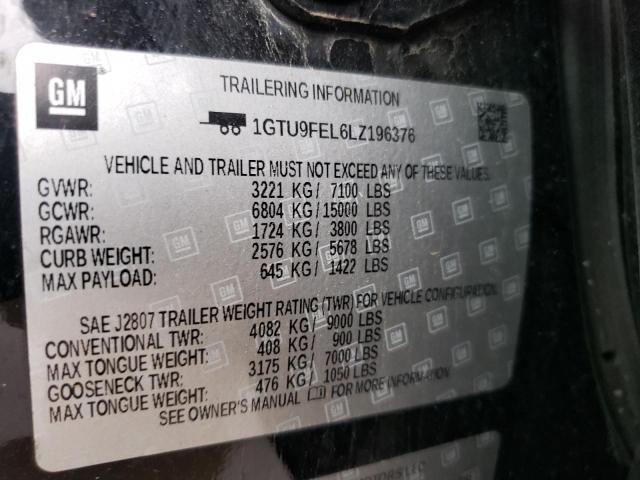 GM
TRAILERING INFORMATION
1GTU9FEL6LZ196376
VEHICLE AND TRAILER MUST NOT EXCEED ANY OF THESE VALUES.
GVWR: 3221 KG / 7100 LBS
GCWR: 6804 KG / 15000 LBS
RGAWR: 1724 KG / 3800 LBS
CURB WEIGHT: 2576 KG / 5678 LBS
MAX PAYLOAD: 645 KG / 1422 LBS
SAE J2807 TRAILER WEIGHT RATING (TWR) FOR VEHICLE CONFIGURATION.
CONVENTIONAL TWR: 4082 KG / 9000 LBS
MAX TONGUE WEIGHT: 408 KG / 900 LBS
GOOSENECK TWR: 3175 KG / 7000 LBS
MAX TONGUE WEIGHT: 476 KG / 1050 LBS
SEE OWNER'S MANUAL FOR MORE INFORMATION